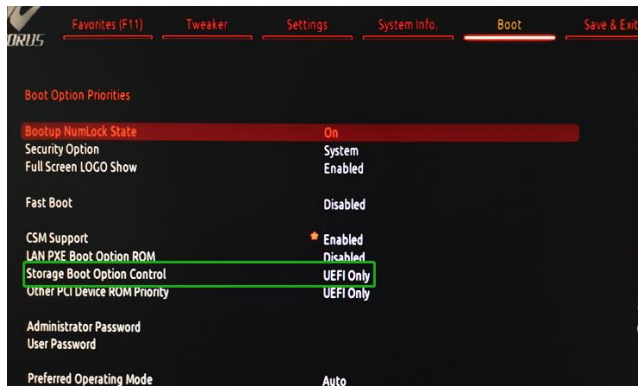 ORUS
Favorites (F11) Tweaker Settings System Info. Boot Save & Exit
Boot Option Priorities
Bootup NumLock State On
Security Option System
Full Screen LOGO Show Enabled
Fast Boot Disabled
CSM Support Enabled
LAN PXE Boot Option ROM Disabled
Storage Boot Option Control UEFI Only
Other PCI Device ROM Priority UEFI Only
Administrator Password
User Password
Preferred Operating Mode Auto